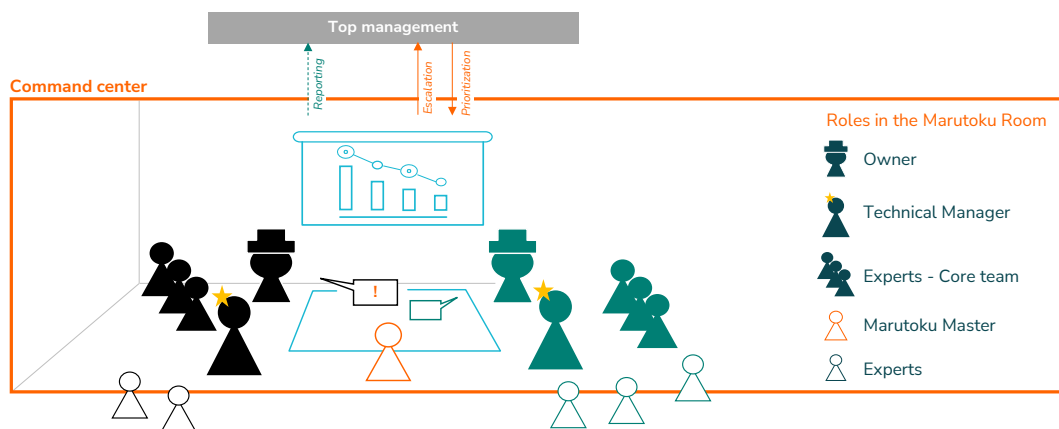 Top management
Reporting
Escalation
Prioritization
Command center
Roles in the Marutoku Room
Owner
Technical Manager
Experts - Core team
Marutoku Master
Experts
!